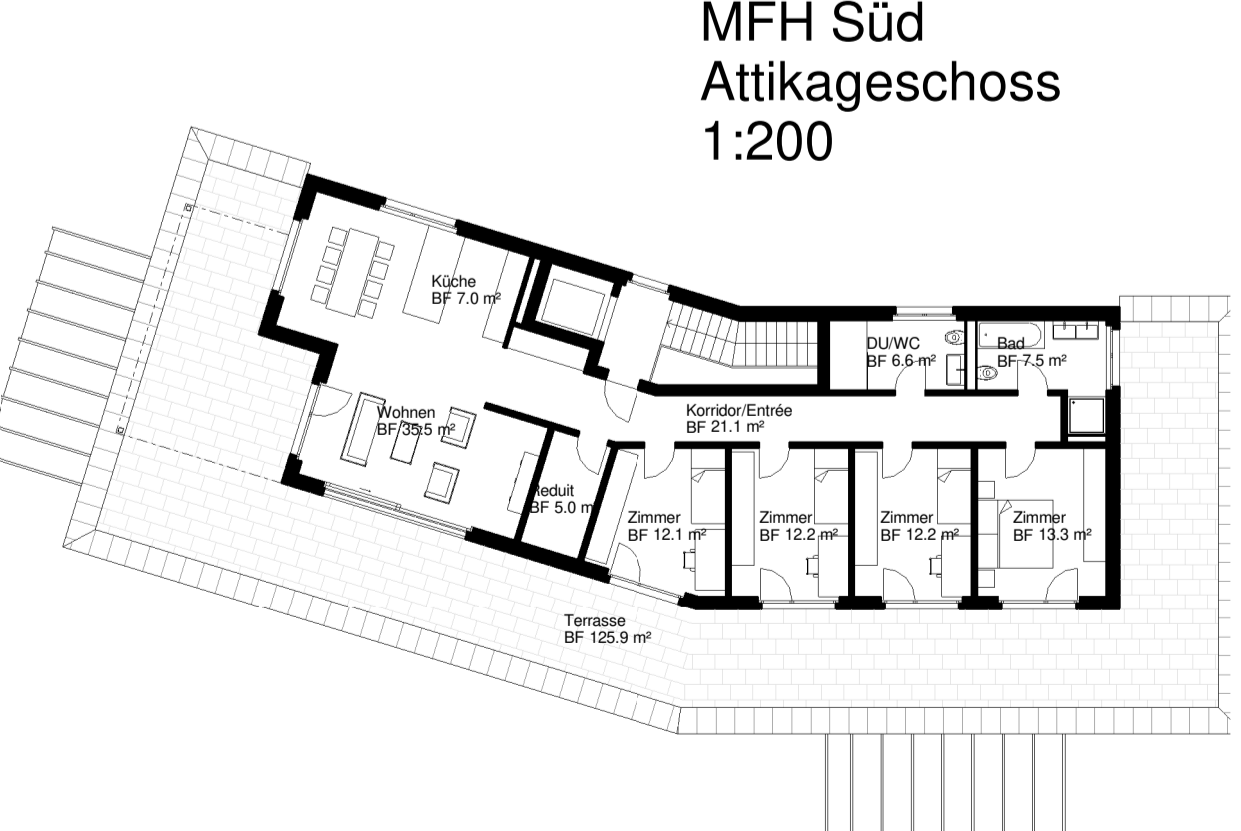 MFH Süd
Attikageschoss
1:200
Küche
BF 7.0 m²
DU/WC
BF 6.6 m²
Bad
BF 7.5 m²
Wohnen
BF 35.5 m²
Korridor/Entrée
BF 21.1 m²
Reduit
BF 5.0 m
Zimmer
BF 12.1 m²
Zimmer
BF 12.2 m²
Zimmer
BF 12.2 m²
Zimmer
BF 13.3 m²
Terrasse
BF 125.9 m²